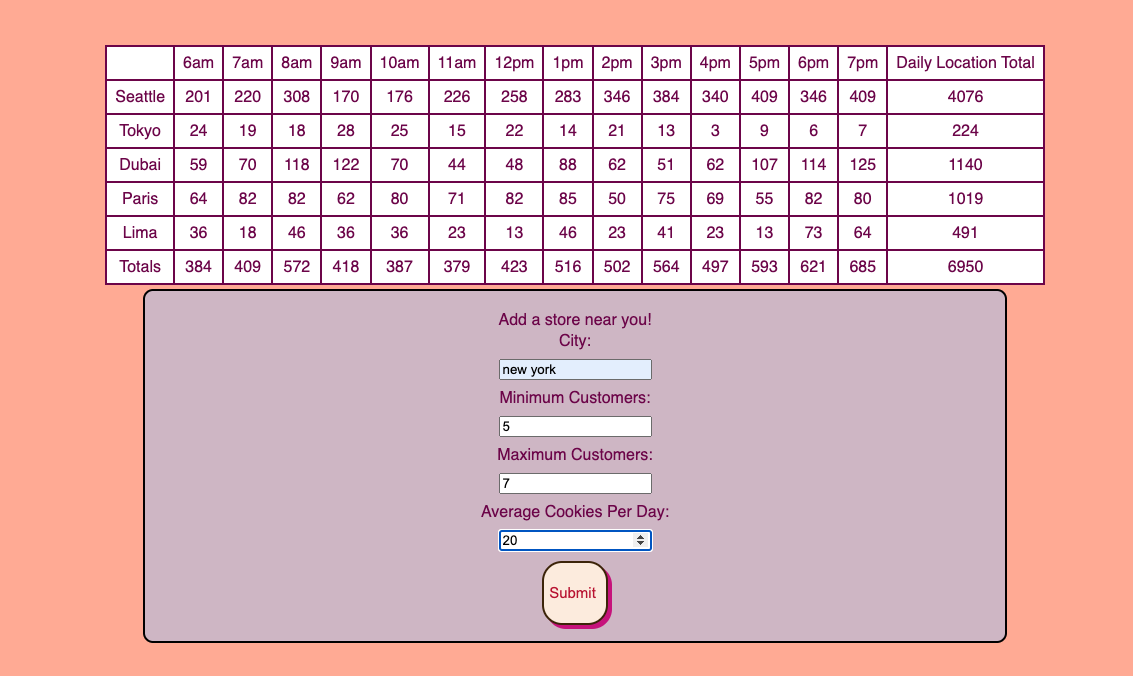 6am 7am 8am 9am 10am 11am 12pm 1pm 2pm 3pm 4pm 5pm 6pm 7pm Daily Location Total
Seattle 201 220 308 170 176 226 258 283 346 384 340 409 346 409 4076
Tokyo 24 19 18 28 25 15 22 14 21 13 3 9 6 7 224
Dubai 59 70 118 122 70 44 48 88 62 51 62 107 114 125 1140
Paris 64 82 82 62 80 71 82 85 50 75 69 55 82 80 1019
Lima 36 18 46 36 36 23 13 46 23 41 23 13 73 64 491
Totals 384 409 572 418 387 379 423 516 502 564 497 593 621 685 6950
Add a store near you!
City:
new york
Minimum Customers:
5
Maximum Customers:
7
Average Cookies Per Day:
20
Submit